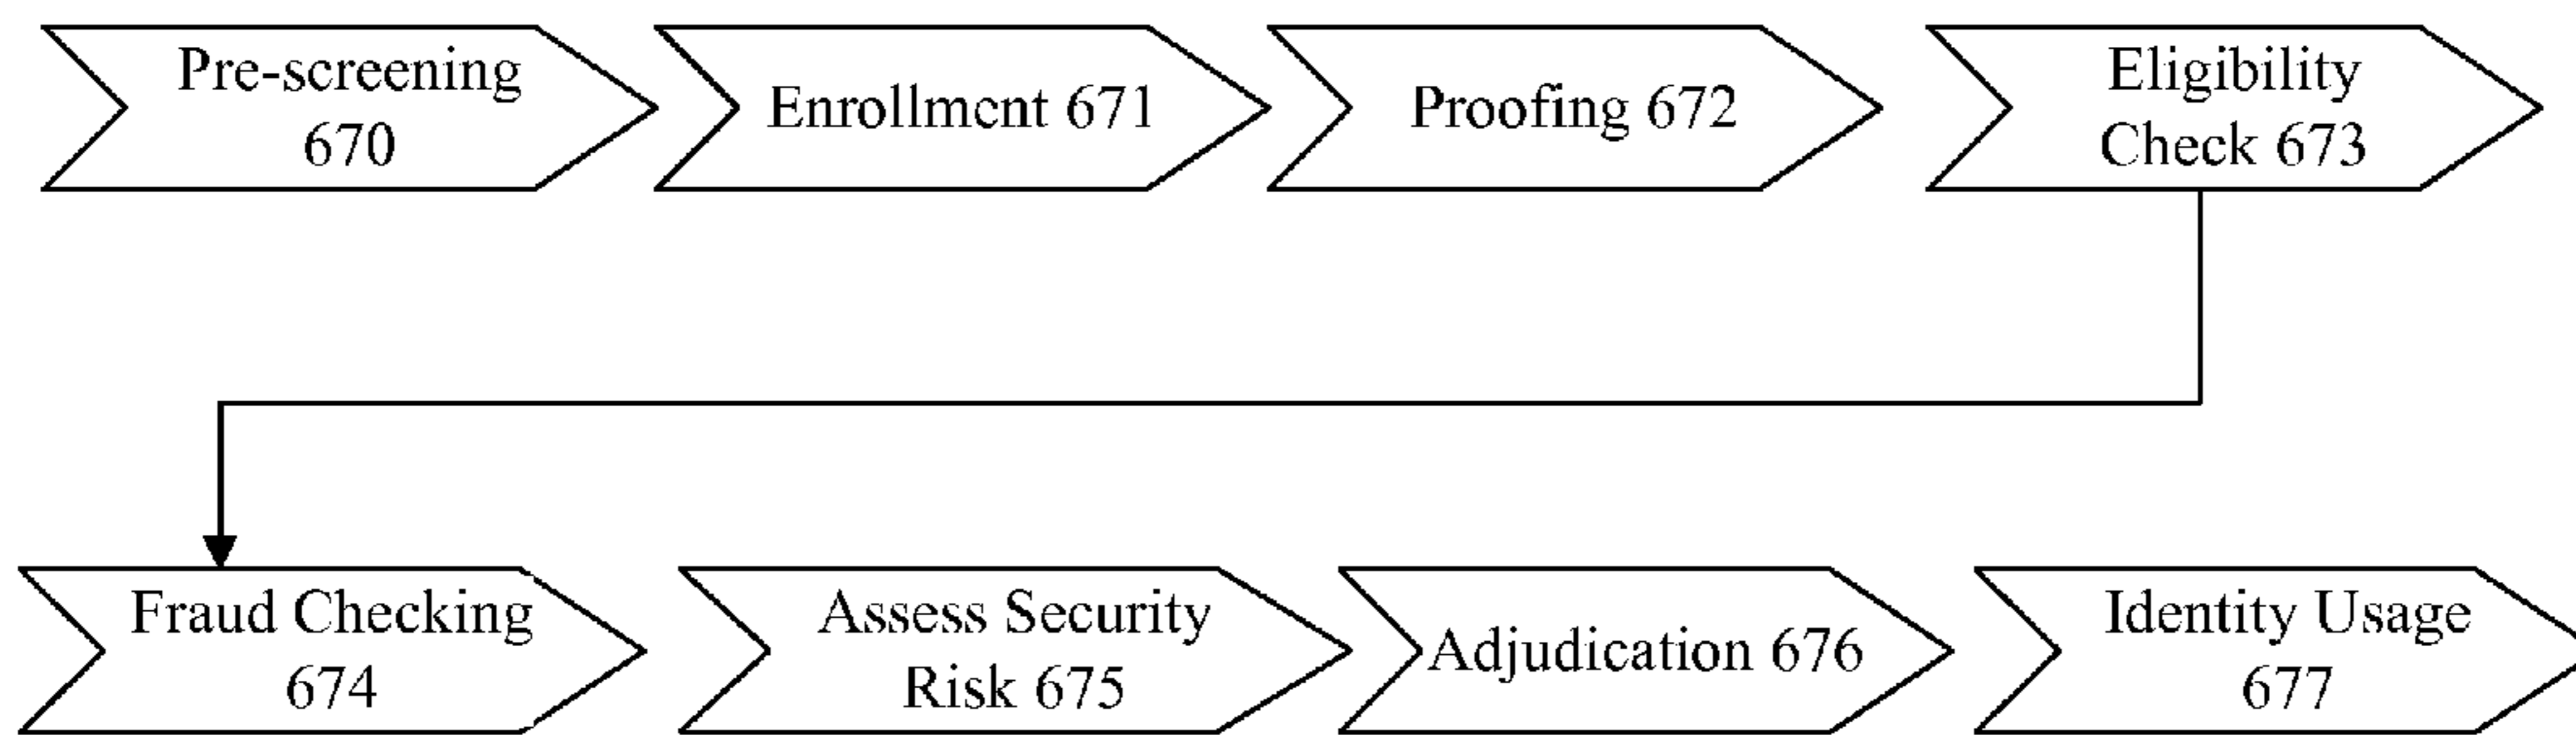 Pre-screening
670
Enrollment 671
Proofing 672
Eligibility
Check 673
Fraud Checking
674
Assess Security
Risk 675
Adjudication 676
Identity Usage
677